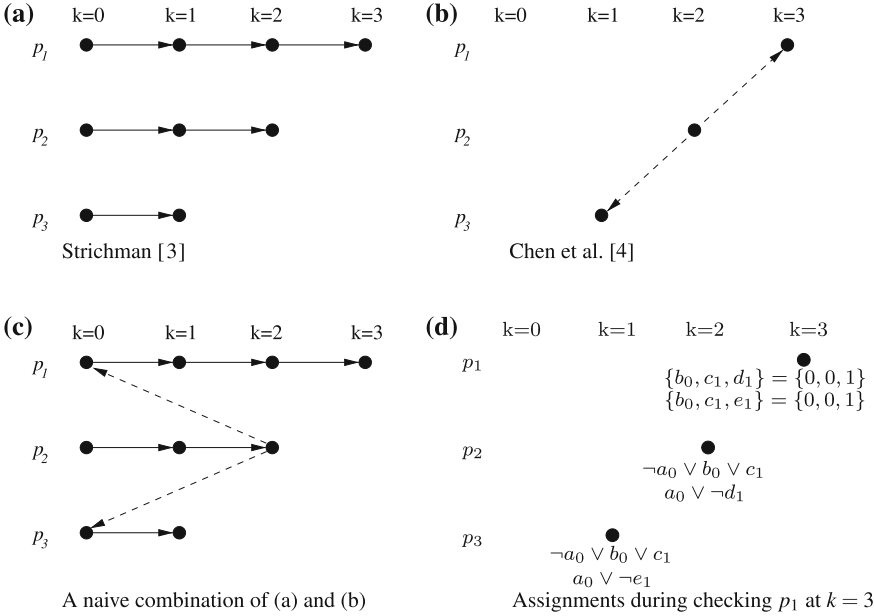 (a) k=0 k=1 k=2 k=3
p1
p2
p3
Strichman [3]
(b) k=0 k=1 k=2 k=3
p1
p2
p3
Chen et al. [4]
(c) k=0 k=1 k=2 k=3
p1
p2
p3
A naive combination of (a) and (b)
(d) k=0 k=1 k=2 k=3
p1
{b0, c1, d1} = {0, 0, 1}
{b0, c1, e1} = {0, 0, 1}
p2
¬a0 ∨ b0 ∨ c1
a0 ∨ ¬d1
p3
¬a0 ∨ b0 ∨ c1
a0 ∨ ¬e1
Assignments during checking p1 at k = 3